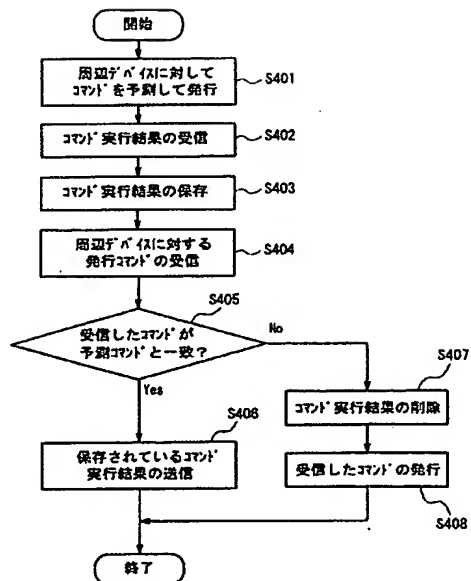 開始
周辺デバイスに対して
コマンドを予測して発行
S401
コマンド実行結果の受信
S402
コマンド実行結果の保存
S403
周辺デバイスに対する
発行コマンドの受信
S404
S405
受信したコマンドが
予測コマンドと一致？
No
Yes
S407
コマンド実行結果の削除
S406
保存されているコマンド
実行結果の送信
受信したコマンドの発行
S408
終了